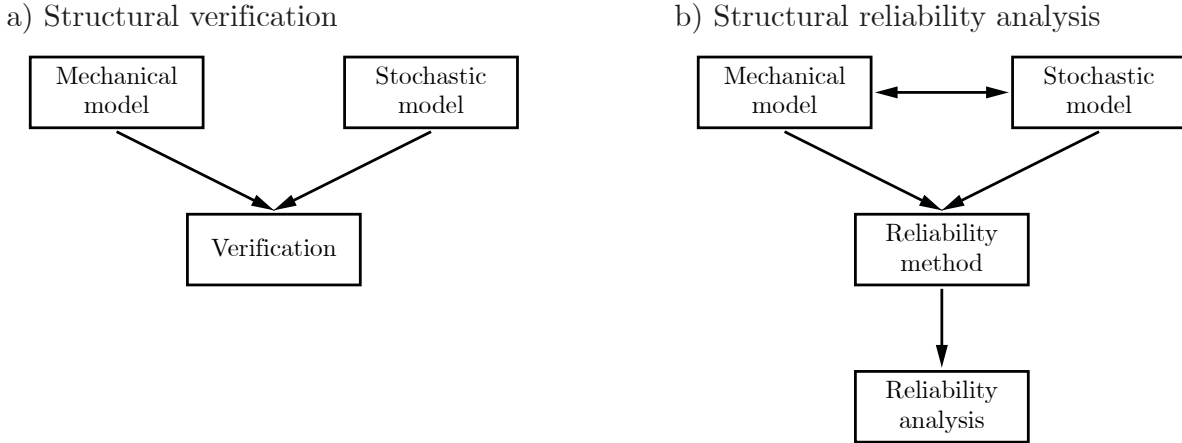 a) Structural verification
Mechanical
model
Stochastic
model
Verification
b) Structural reliability analysis
Mechanical
model
Stochastic
model
Reliability
method
Reliability
analysis